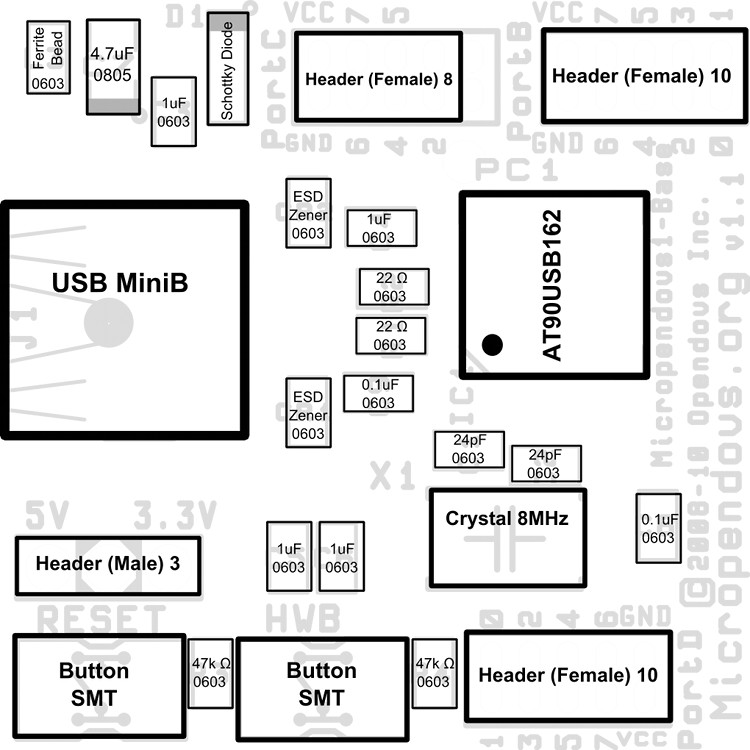 D1
VCC 7 5
VCC 7 5 3 1
Ferrite
Bead
0603
4.7uF
0805
1uF
0603
Schottky Diode
PortC
Header (Female) 8
PortB
Header (Female) 10
GND 6 4 2
GND 6 4 2 0
PC1
ESD
Zener
0603
1uF
0603
USB MiniB
J1
22 Ω
0603
22 Ω
0603
AT90USB162
ESD
Zener
0603
0.1uF
0603
IC1
24pF
0603
24pF
0603
X1
Crystal 8MHz
0.1uF
0603
5V 3.3V
Header (Male) 3
1uF
0603
1uF
0603
RESET
HWB
0 2 4 6 GND
Button
SMT
47k Ω
0603
Button
SMT
47k Ω
0603
Header (Female) 10
PortD
1 3 5 7 VCC
Micropendous1-Base
©2008-10 Opendous Inc.
Micropendous.org v1.1